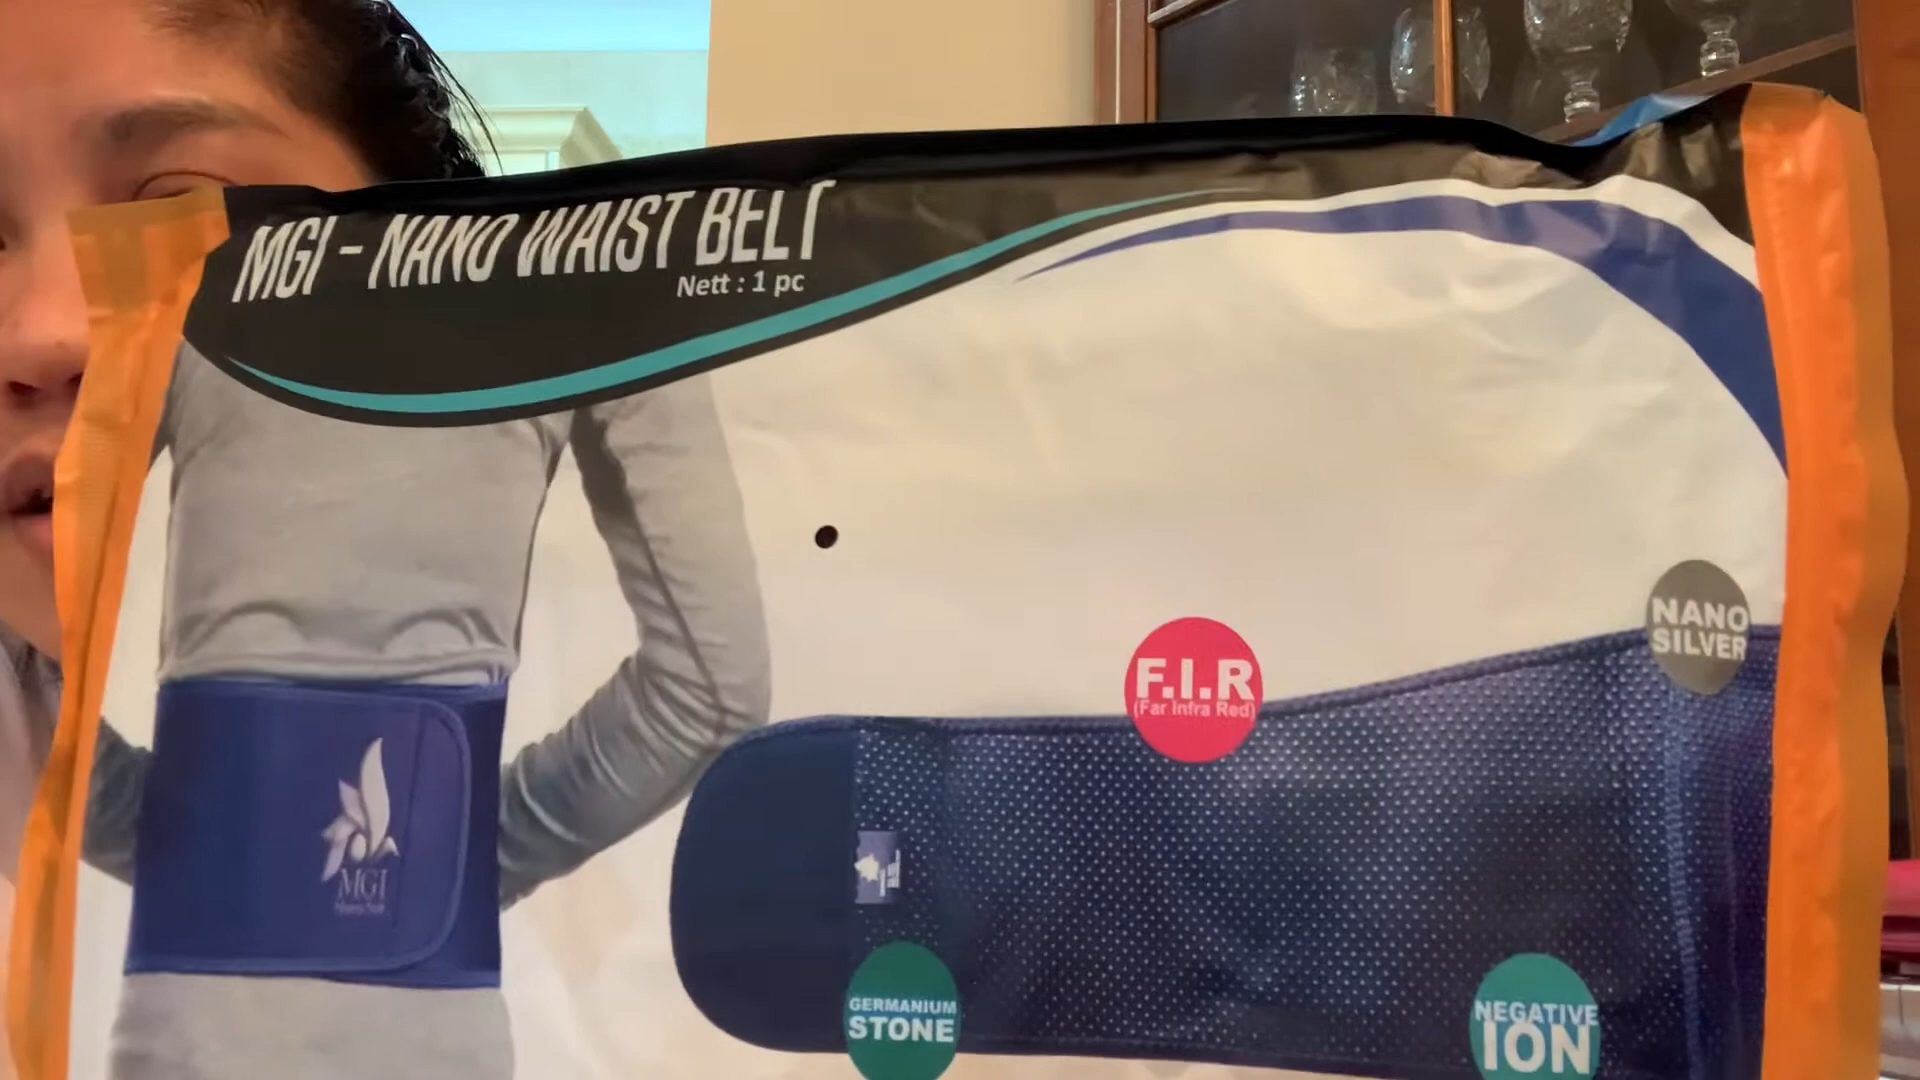 MGI - NANO WAIST BELT
Nett : 1 pc
NANO
SILVER
F.I.R
(Far Infra Red)
MGI
GERMANIUM
STONE
NEGATIVE
ION